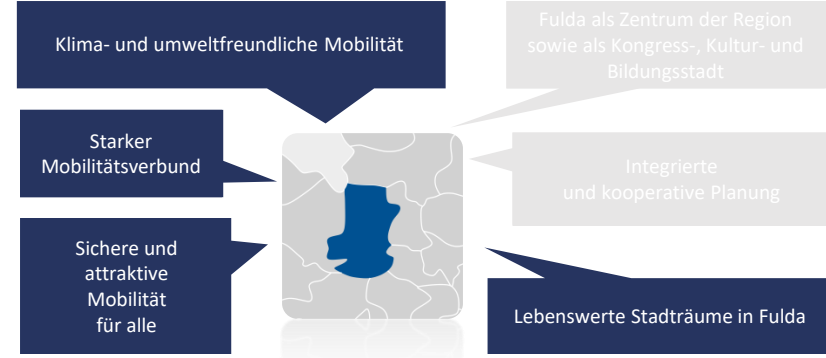 Klima- und umweltfreundliche Mobilität
Fulda als Zentrum der Region
sowie als Kongress-, Kultur- und
Bildungsstadt
Starker
Mobilitätsverbund
Integrierte
und kooperative Planung
Sichere und
attraktive
Mobilität
für alle
Lebenswerte Stadträume in Fulda